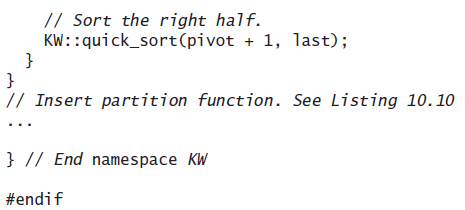 // Sort the right half.
KW::quick_sort(pivot + 1, last);
}
}
// Insert partition function. See Listing 10.10
...
} // End namespace KW
#endif